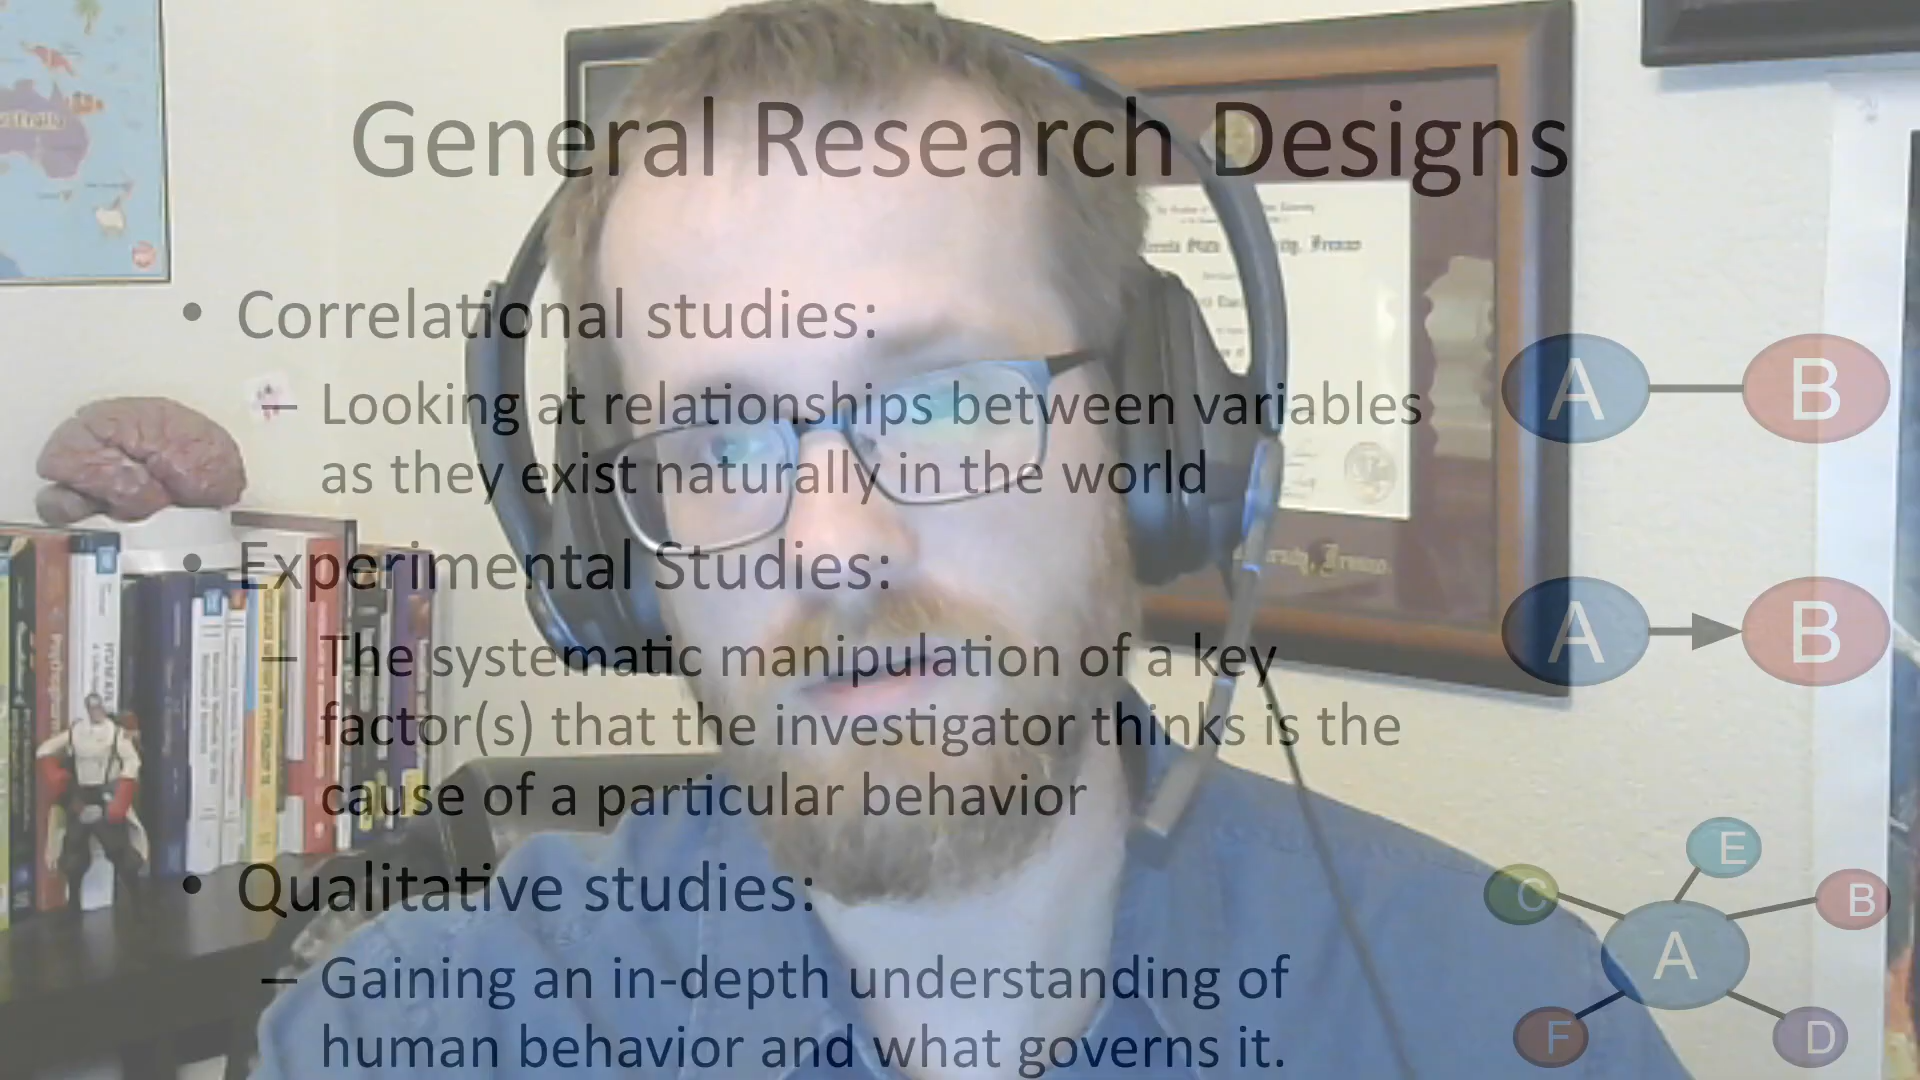 General Research Designs
• Correlational studies:
– Looking at relationships between variables
as they exist naturally in the world
A B
• Experimental Studies:
– The systematic manipulation of a key
factor(s) that the investigator thinks is the
cause of a particular behavior
A B
• Qualitative studies:
– Gaining an in-depth understanding of
human behavior and what governs it.
E
C B
A
F D